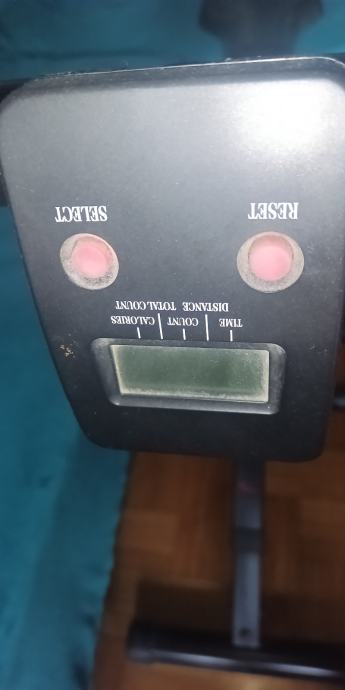 TIME COUNT CALORIES
DISTANCE TOTAL COUNT
RESET SELECT